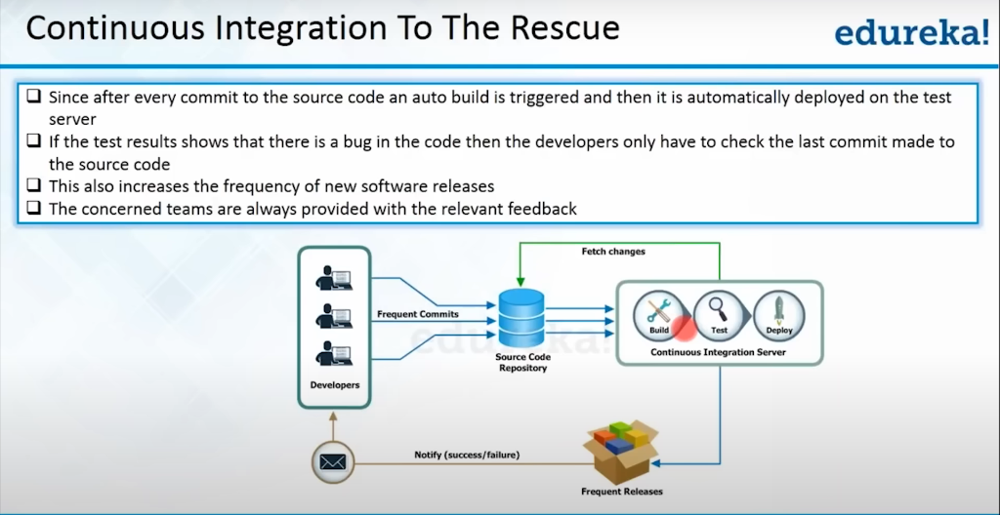 Continuous Integration To The Rescue
edureka!
Since after every commit to the source code an auto build is triggered and then it is automatically deployed on the test
server
If the test results shows that there is a bug in the code then the developers only have to check the last commit made to
the source code
This also increases the frequency of new software releases
The concerned teams are always provided with the relevant feedback
Fetch changes
Frequent Commits
Build
Test
Deploy
edureka!
Continuous Integration Server
Source Code
Repository
Developers
Notify (success/failure)
Frequent Releases